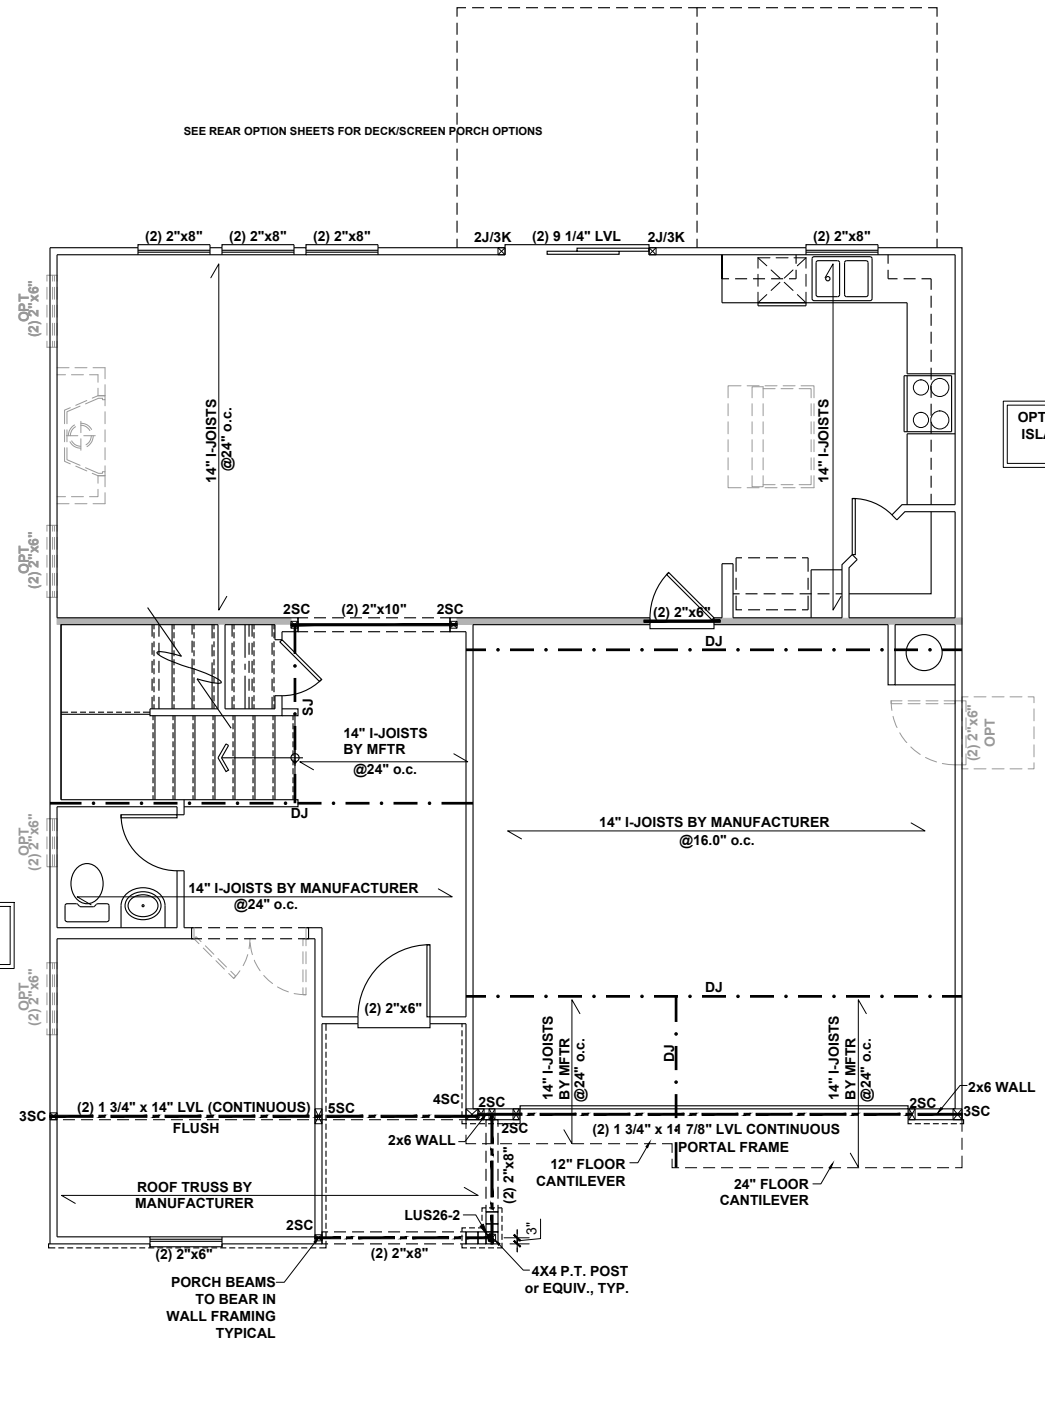 SEE REAR OPTION SHEETS FOR DECK/SCREEN PORCH OPTIONS
(2) 2"x8"
(2) 2"x8"
(2) 2"x8"
2J/3K
(2) 9 1/4" LVL
2J/3K
(2) 2"x8"
OPT
(2) 2"x6"
14" I-JOISTS
@24" o.c.
14" I-JOISTS
OPT
ISL
OPT
(2) 2"x6"
2SC
(2) 2"x10"
2SC
(2) 2"x6"
DJ
SJ
14" I-JOISTS
BY MFTR
@24" o.c.
(2) 2"x6"
OPT
DJ
OPT
(2) 2"x6"
14" I-JOISTS BY MANUFACTURER
@16.0" o.c.
14" I-JOISTS BY MANUFACTURER
@24" o.c.
OPT
(2) 2"x6"
DJ
(2) 2"x6"
14" I-JOISTS
BY MFTR
@24" o.c.
DJ
14" I-JOISTS
BY MFTR
@24" o.c.
2x6 WALL
3SC
(2) 1 3/4" x 14" LVL (CONTINUOUS)
FLUSH
5SC
4SC
2SC
2SC
2SC
3SC
2x6 WALL
(2) 1 3/4" x 14 7/8" LVL CONTINUOUS
PORTAL FRAME
12" FLOOR
CANTILEVER
24" FLOOR
CANTILEVER
(2) 2"x8"
ROOF TRUSS BY
MANUFACTURER
LUS26-2
2SC
3"
(2) 2"x6"
(2) 2"x8"
PORCH BEAMS
TO BEAR IN
WALL FRAMING
TYPICAL
4X4 P.T. POST
or EQUIV., TYP.